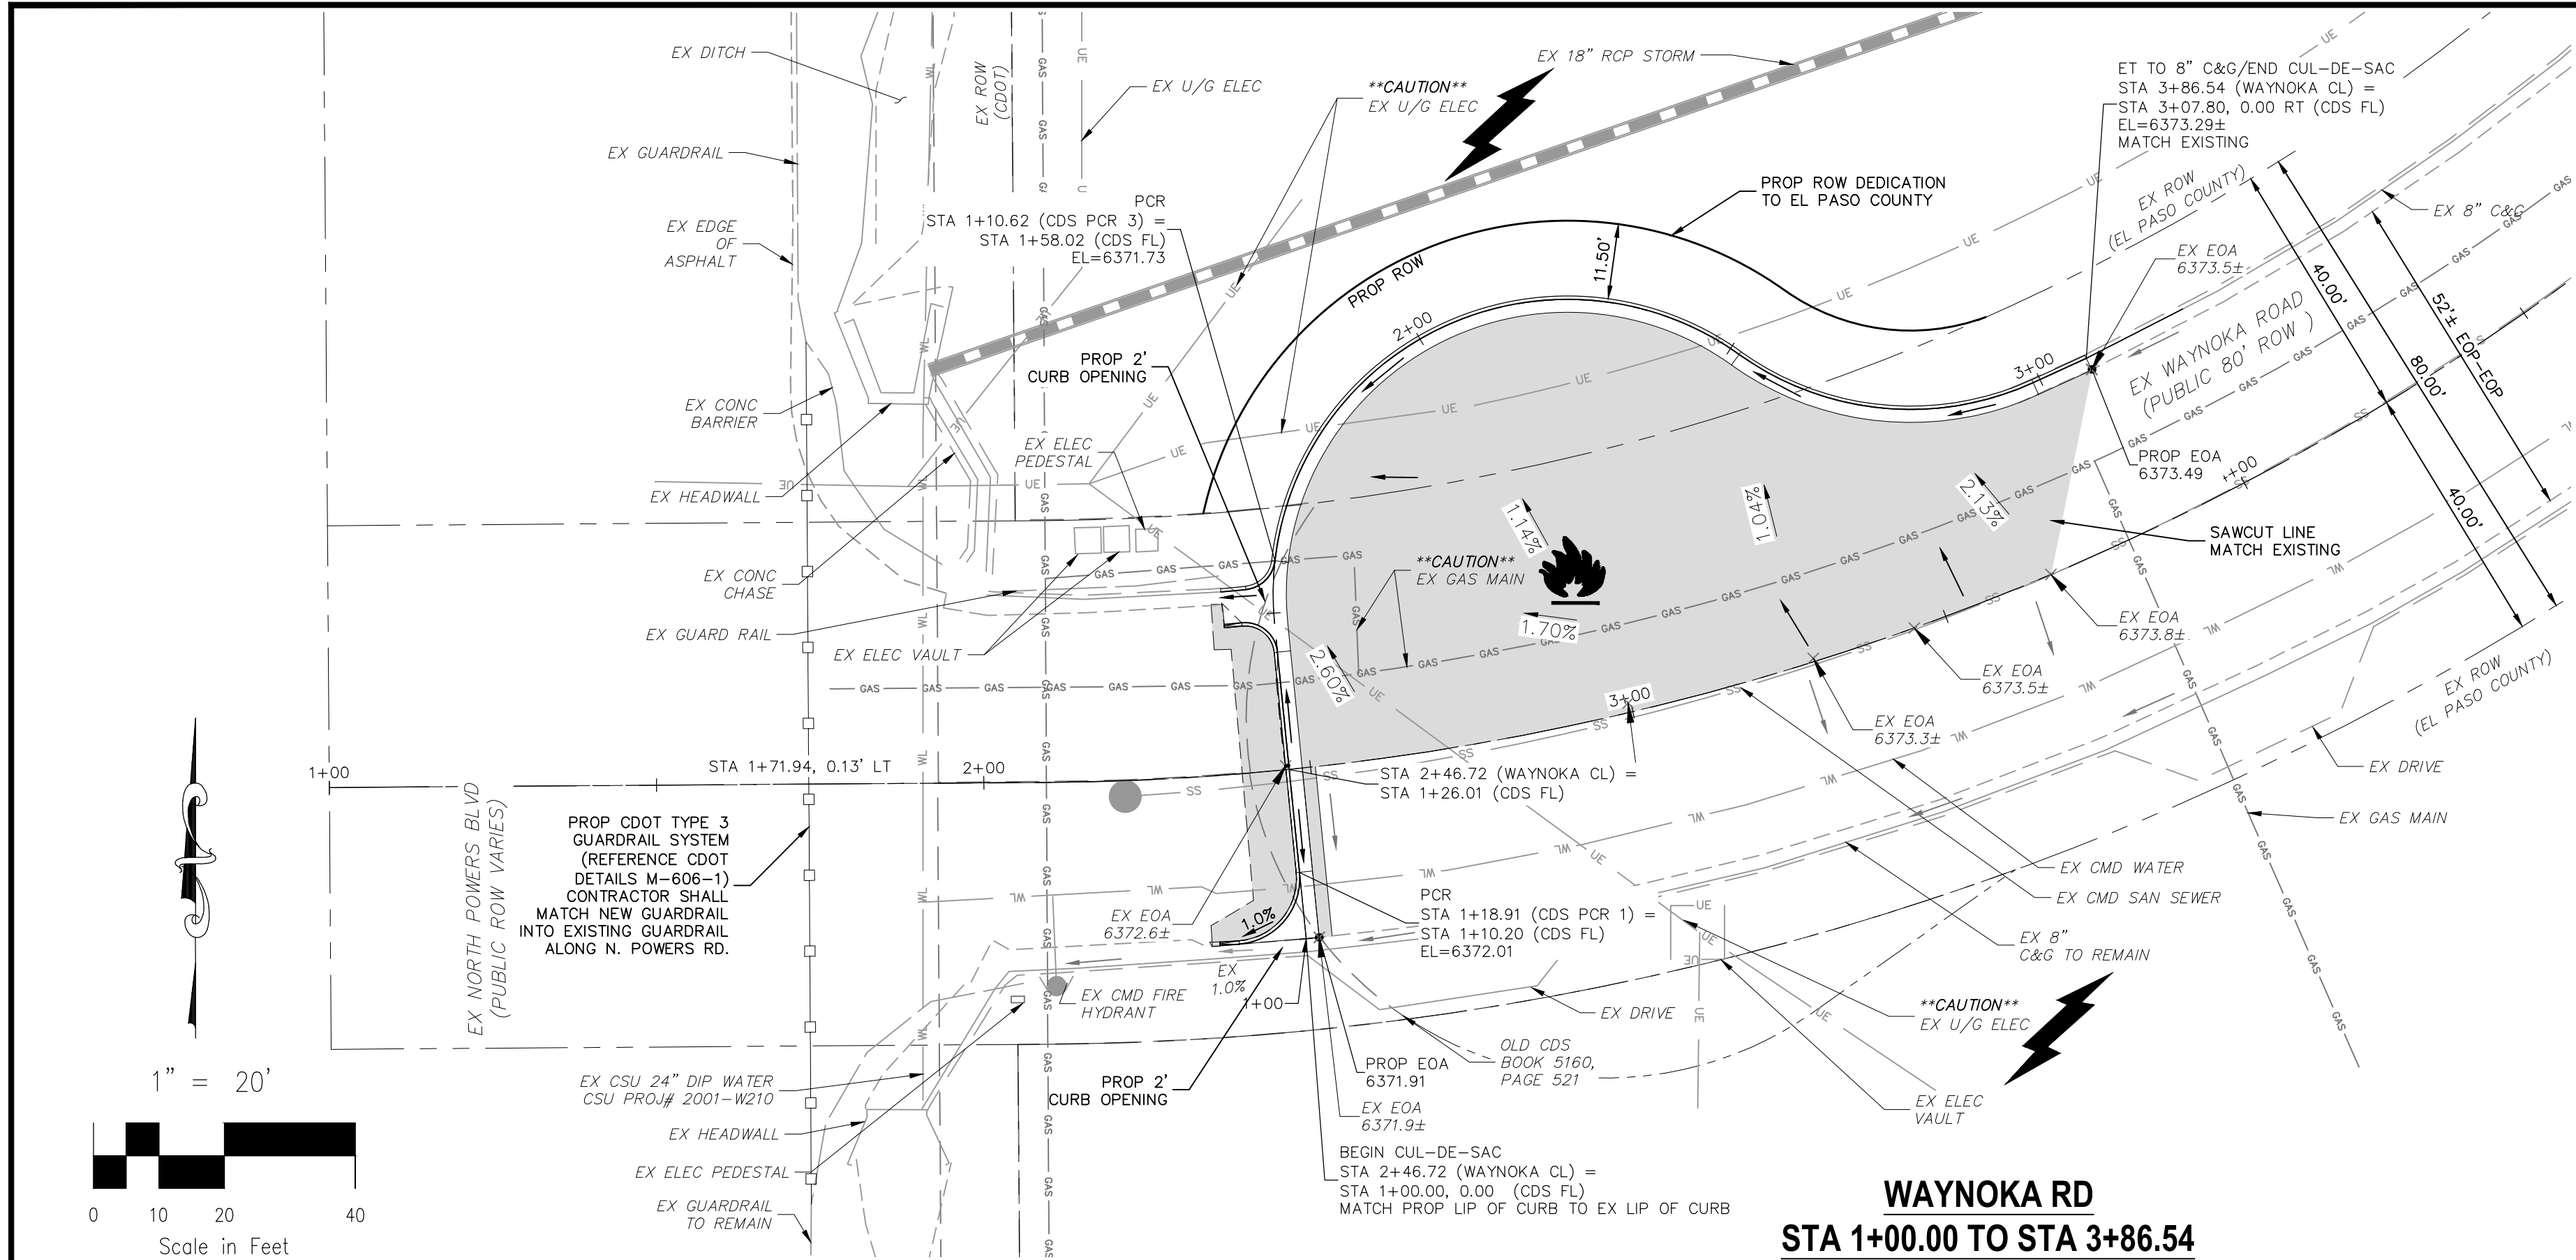 EX DITCH
EX GUARDRAIL
EX EDGE
OF
ASPHALT
EX ROW
(CDOT)
EX U/G ELEC
**CAUTION**
EX U/G ELEC
EX 18" RCP STORM
ET TO 8" C&G/END CUL-DE-SAC
STA 3+86.54 (WAYNOKA CL) =
STA 3+07.80, 0.00 RT (CDS FL)
EL=6373.29±
MATCH EXISTING
PCR
STA 1+10.62 (CDS PCR 3) =
STA 1+58.02 (CDS FL)
EL=6371.73
PROP ROW DEDICATION
TO EL PASO COUNTY
EX ROW
(EL PASO COUNTY)
EX 8" C&G
EX EOA
6373.5±
11.50'
PROP ROW
2+00
3+00
40.00'
80.00'
52'± EOP-EOP
40.00'
EX WAYNOKA ROAD
(PUBLIC 80' ROW )
PROP 2'
CURB OPENING
EX CONC
BARRIER
EX HEADWALL
EX ELEC
PEDESTAL
PROP EOA
6373.49
SAWCUT LINE
MATCH EXISTING
1.14%
1.04%
2.13%
1.70%
2.60%
**CAUTION**
EX GAS MAIN
EX CONC
CHASE
EX GUARD RAIL
EX ELEC VAULT
EX EOA
6373.8±
EX EOA
6373.5±
EX EOA
6373.3±
EX ROW
(EL PASO COUNTY)
EX DRIVE
EX GAS MAIN
1+00
STA 1+71.94, 0.13' LT
2+00
3+00
STA 2+46.72 (WAYNOKA CL) =
STA 1+26.01 (CDS FL)
EX NORTH POWERS BLVD
(PUBLIC ROW VARIES)
PROP CDOT TYPE 3
GUARDRAIL SYSTEM
(REFERENCE CDOT
DETAILS M-606-1)
CONTRACTOR SHALL
MATCH NEW GUARDRAIL
INTO EXISTING GUARDRAIL
ALONG N. POWERS RD.
EX EOA
6372.6±
1.0%
PCR
STA 1+18.91 (CDS PCR 1) =
STA 1+10.20 (CDS FL)
EL=6372.01
EX CMD WATER
EX CMD SAN SEWER
EX 8"
C&G TO REMAIN
EX
1.0%
1+00
EX CMD FIRE
HYDRANT
EX DRIVE
**CAUTION**
EX U/G ELEC
OLD CDS
BOOK 5160,
PAGE 521
PROP EOA
6371.91
EX EOA
6371.9±
PROP 2'
CURB OPENING
EX ELEC
VAULT
EX CSU 24" DIP WATER
CSU PROJ# 2001-W210
EX HEADWALL
EX ELEC PEDESTAL
EX GUARDRAIL
TO REMAIN
BEGIN CUL-DE-SAC
STA 2+46.72 (WAYNOKA CL) =
STA 1+00.00, 0.00 (CDS FL)
MATCH PROP LIP OF CURB TO EX LIP OF CURB
1" = 20'
0 10 20 40
Scale in Feet
WAYNOKA RD
STA 1+00.00 TO STA 3+86.54